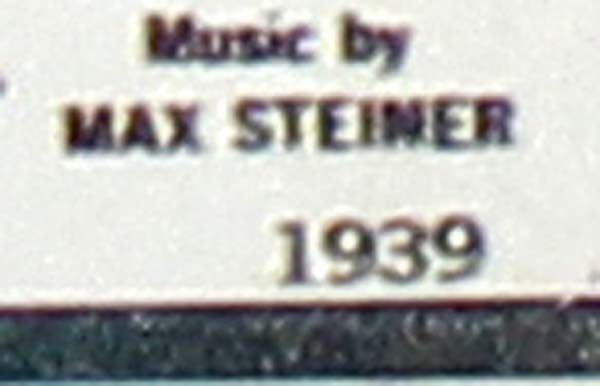 Music by
MAX STEINER
1939